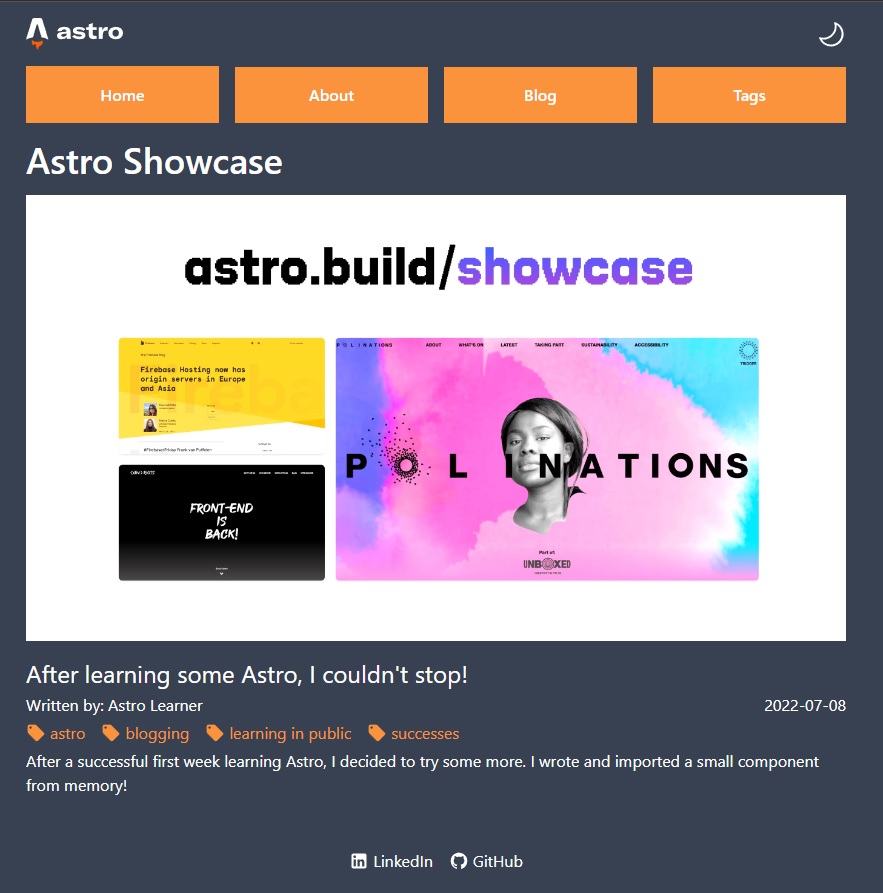 astro
Home
About
Blog
Tags
Astro Showcase
astro.build/showcase
Firebase Hosting now has
origin servers in Europe
and Asia
POLINATIONS
ABOUT
WHAT'S ON
LATEST
TAKING PART
SUSTAINABILITY
ACCESSIBILITY
P O L I N A T I O N S
FRONT-END
IS
BACK!
Part of:
UNBOXED
After learning some Astro, I couldn't stop!
Written by: Astro Learner
2022-07-08
astro
blogging
learning in public
successes
After a successful first week learning Astro, I decided to try some more. I wrote and imported a small component
from memory!
LinkedIn
GitHub